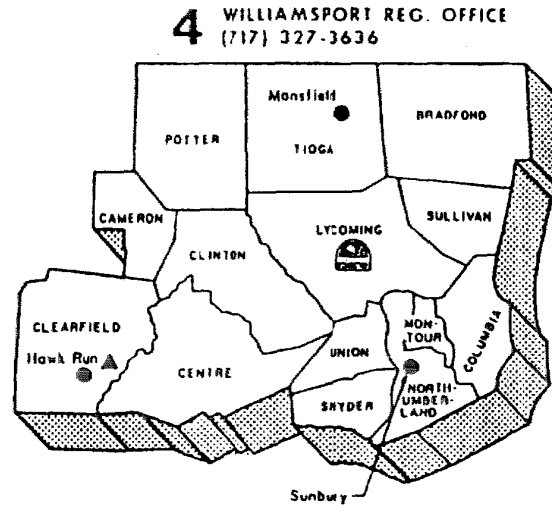 4 WILLIAMSPORT REG. OFFICE
(717) 327-3636
Mansfield
BRADFORD
POTTER
TIOGA
CAMERON
SULLIVAN
LYCOMING
CLINTON
CLEARFIELD
MON-
TOUR
COLUMBIA
Hawk Run
UNION
CENTRE
NORTH-
UMBER-
LAND
SNYDER
Sunbury